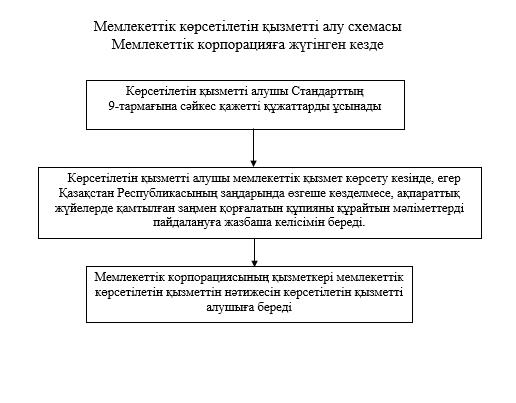 Мемлекеттік көрсетілетін қызметті алу схемасы
Мемлекеттік корпорацияға жүгінген кезде
Көрсетілетін қызметті алушы Стандарттың
9-тармағына сәйкес қажетті құжаттарды ұсынады
Көрсетілетін қызметті алушы мемлекеттік қызмет көрсету кезінде, егер
Қазақстан Республикасының заңдарында өзгеше көзделмесе, ақпараттық
жүйелерде қамтылған заңмен қорғалатын құпияны құрайтын мәліметтерді
пайдалануға жазбаша келісімін береді.
Мемлекеттік корпорациясының қызметкері мемлекеттік
көрсетілетін қызметтін нәтижесін көрсетілетін қызметті
алушыға береді